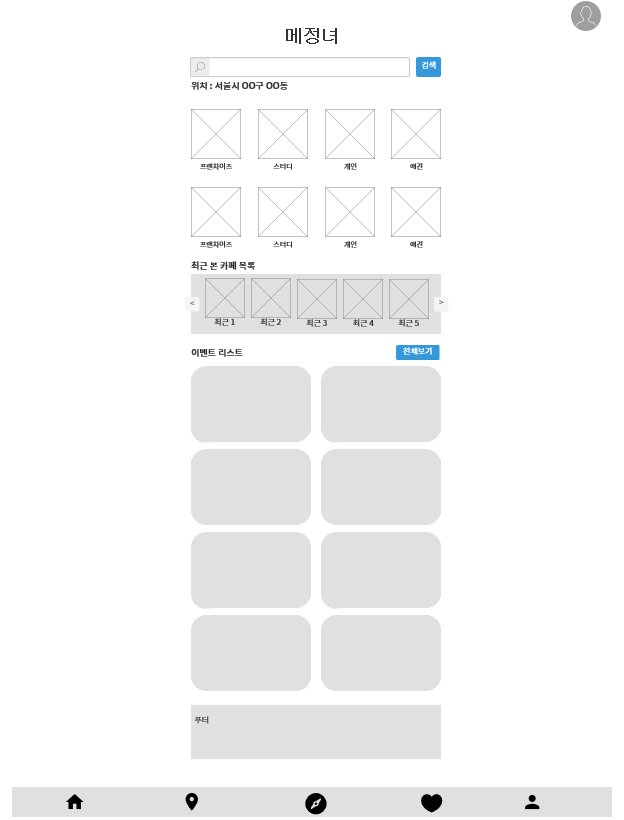 메정녀
검색
위치 : 서울시 OO구 OO동
프랜차이즈 스터디 개인 애견
프랜차이즈 스터디 개인 애견
최근 본 카페 목록
< >
최근 1 최근 2 최근 3 최근 4 최근 5
이벤트 리스트 전체보기
푸터